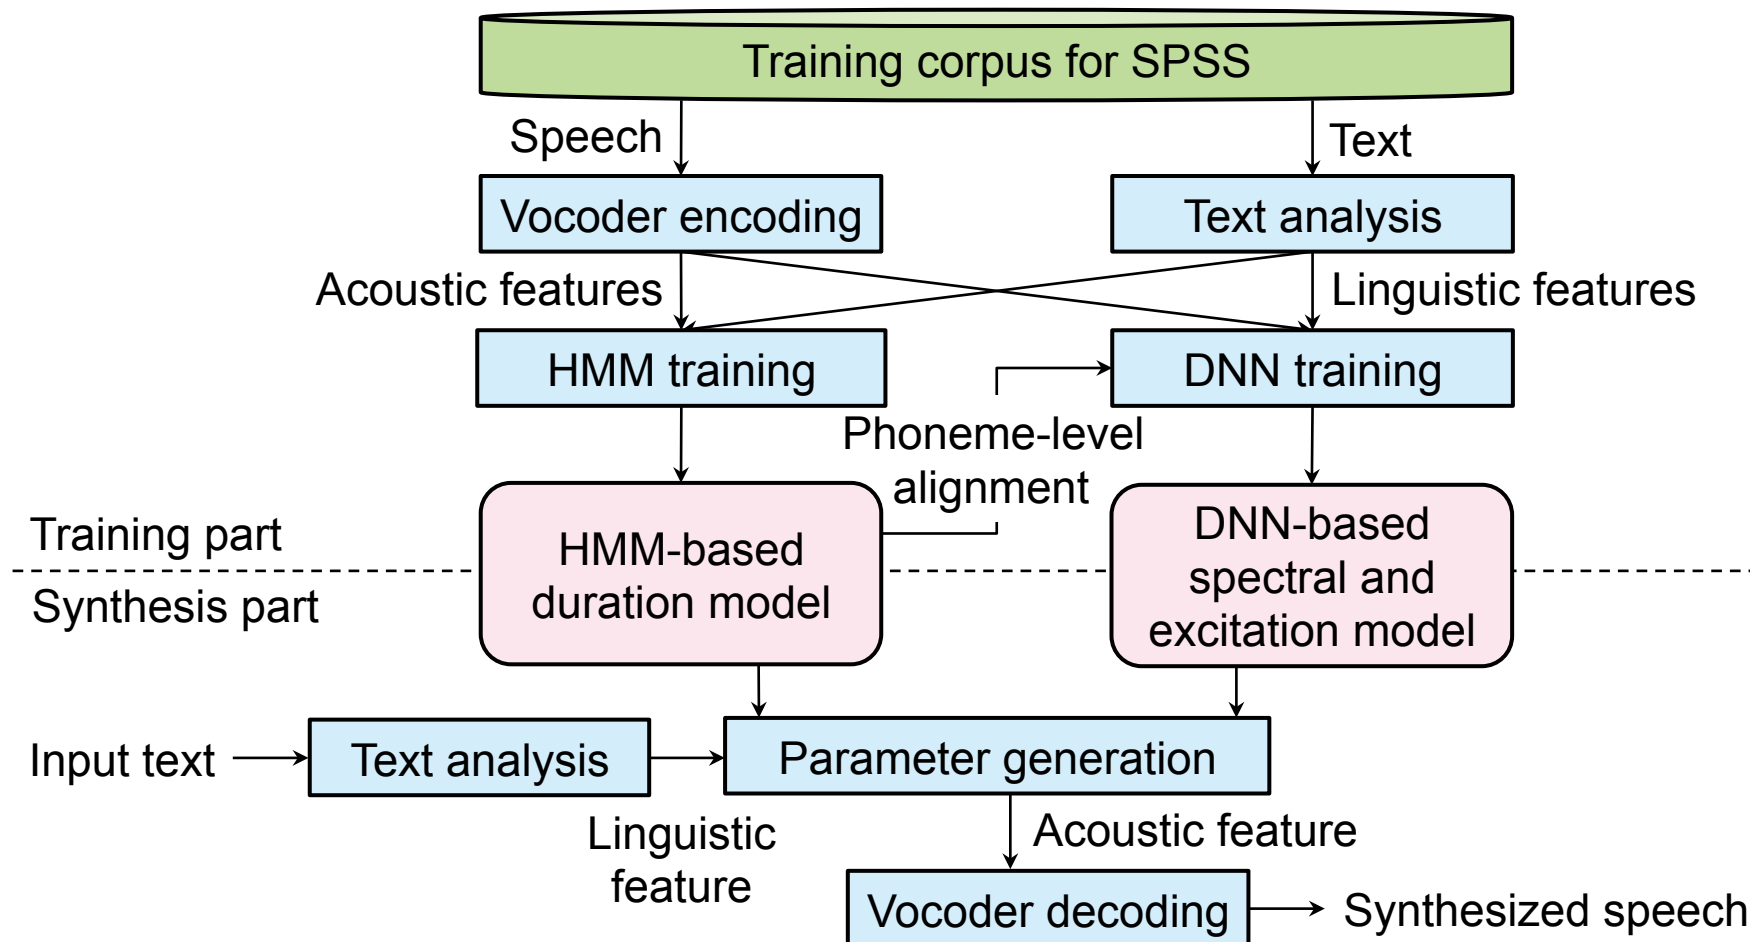 Training corpus for SPSS
Speech
Text
Vocoder encoding
Text analysis
Acoustic features
Linguistic features
HMM training
DNN training
Phoneme-level
alignment
Training part
Synthesis part
HMM-based
duration model
DNN-based
spectral and
excitation model
Input text
Text analysis
Parameter generation
Linguistic
feature
Acoustic feature
Vocoder decoding
Synthesized speech